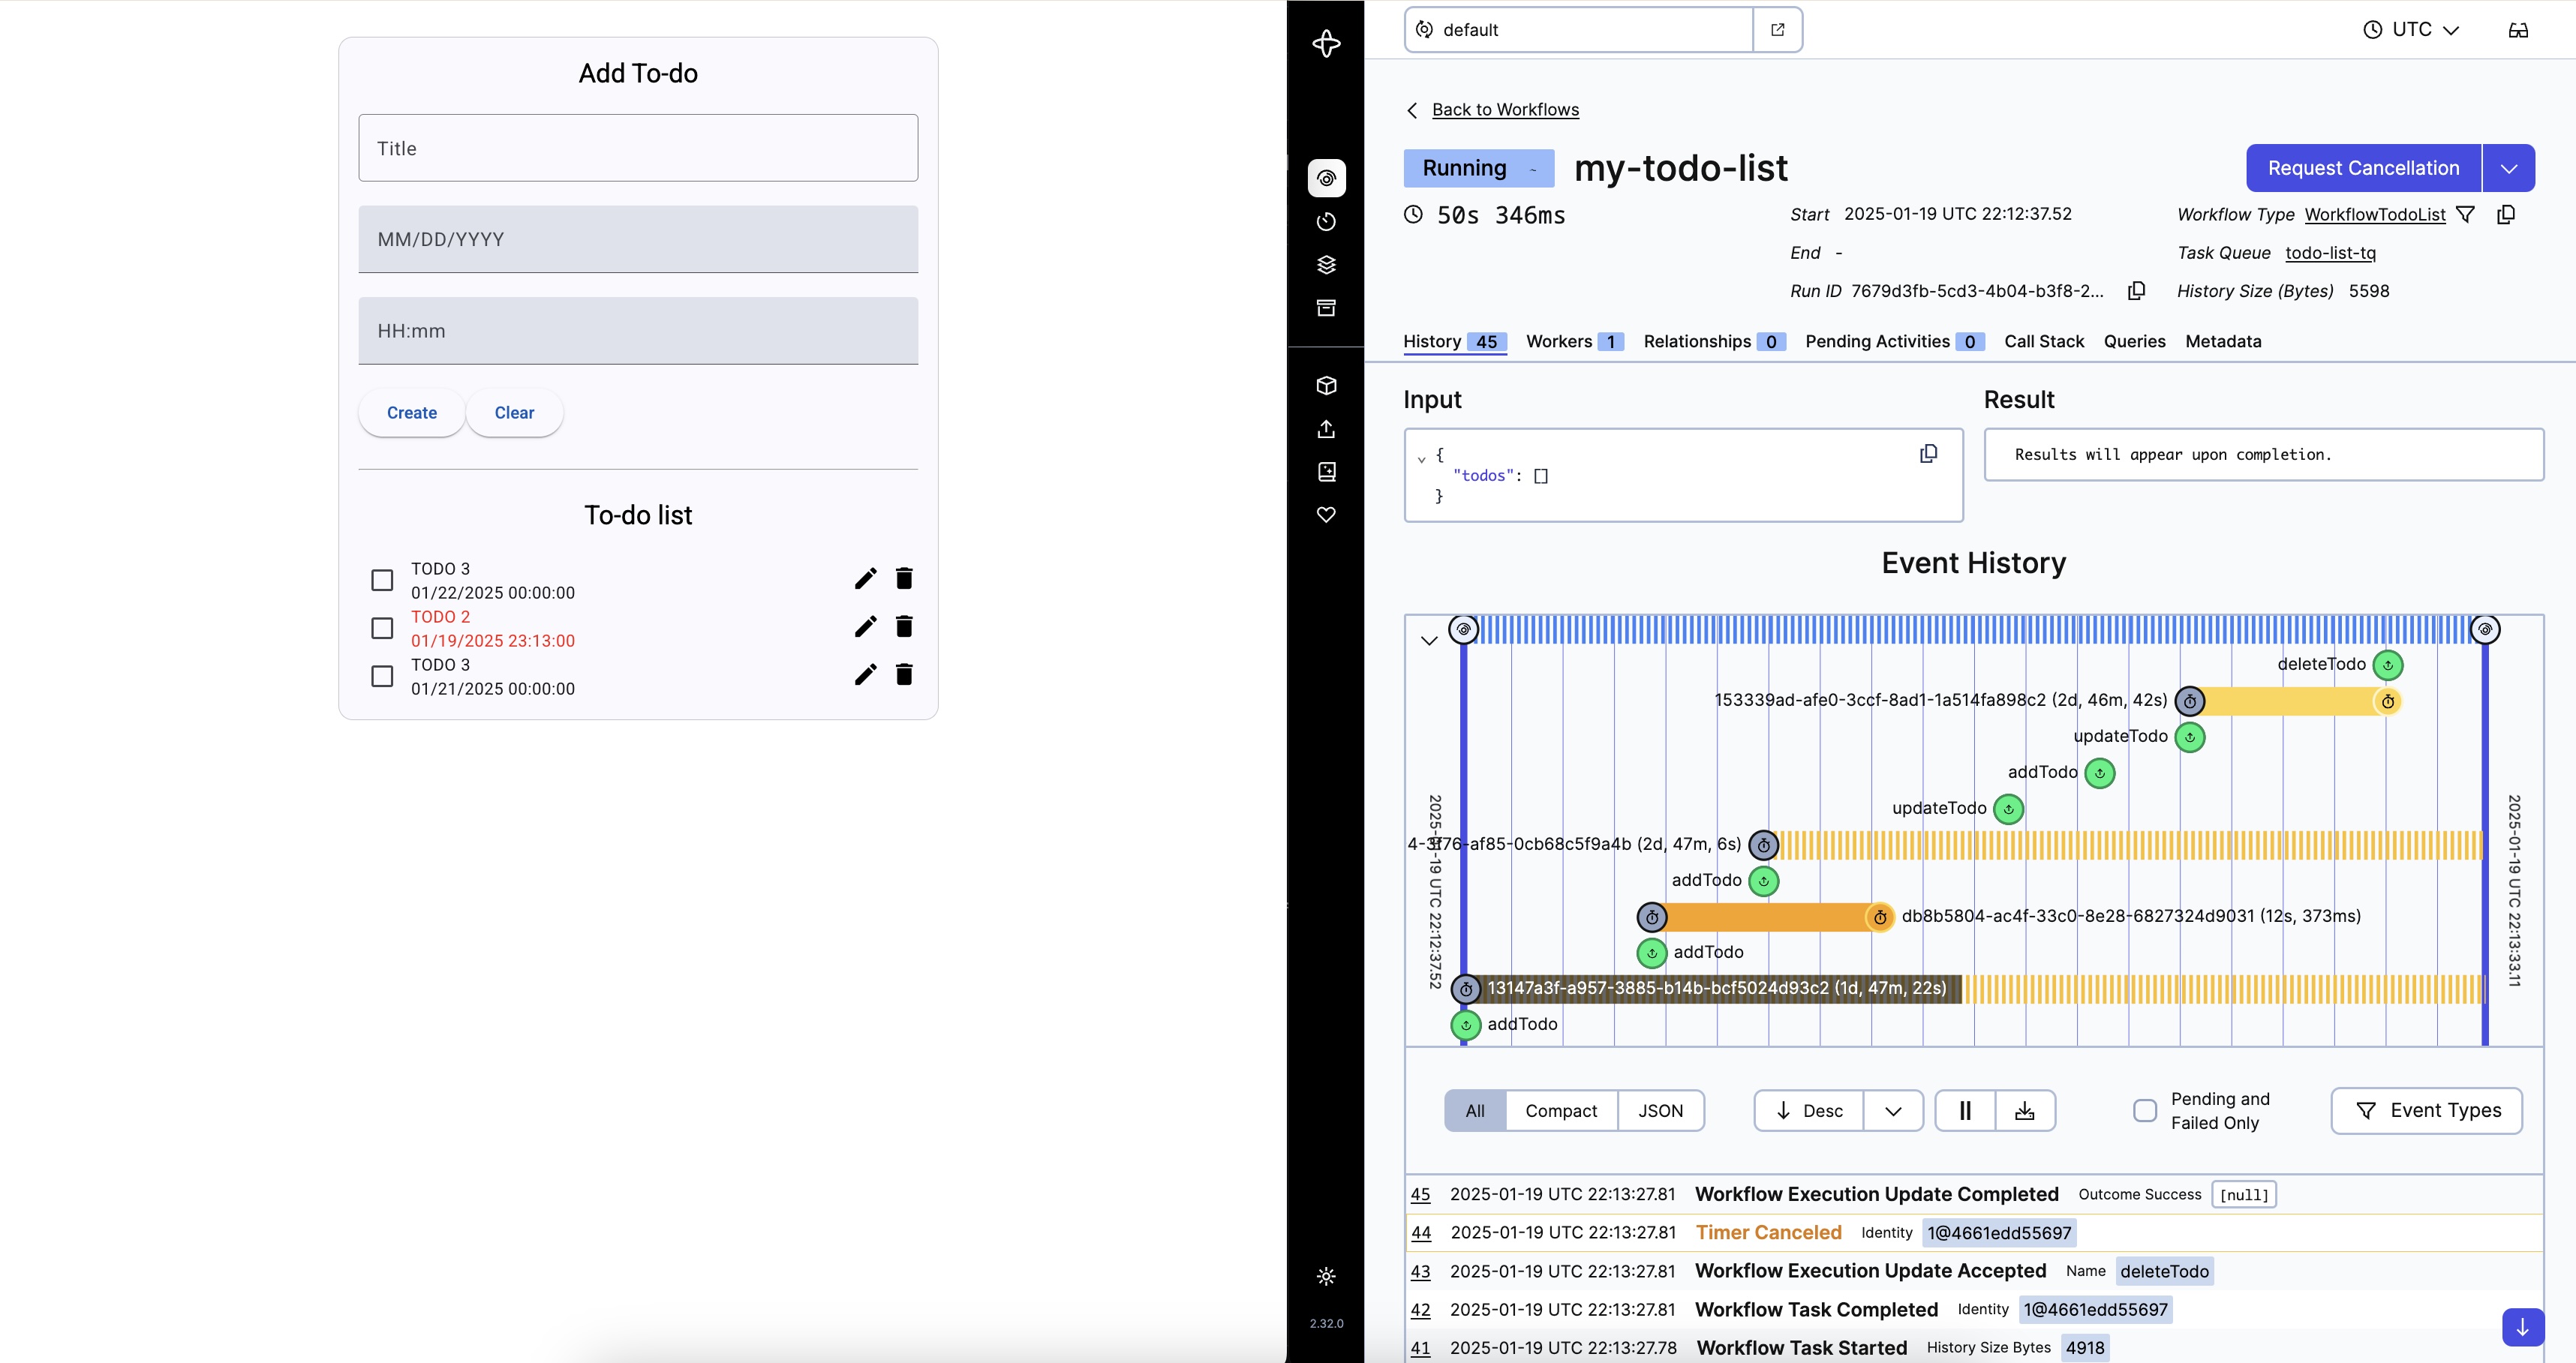 Add To-do
Title
MM/DD/YYYY
HH:mm
Create
Clear
To-do list
TODO 3
01/22/2025 00:00:00
TODO 2
01/19/2025 23:13:00
TODO 3
01/21/2025 00:00:00
2.32.0
default
UTC
Back to Workflows
Running
my-todo-list
Request Cancellation
50s 346ms
Start 2025-01-19 UTC 22:12:37.52
End -
Run ID 7679d3fb-5cd3-4b04-b3f8-2...
Workflow Type WorkflowTodoList
Task Queue todo-list-tq
History Size (Bytes) 5598
History 45 Workers 1 Relationships 0 Pending Activities 0 Call Stack Queries Metadata
Input
{
"todos": []
}
Result
Results will appear upon completion.
Event History
deleteTodo
153339ad-afe0-3ccf-8ad1-1a514fa898c2 (2d, 46m, 42s)
updateTodo
addTodo
updateTodo
4-3f76-af85-0cb68c5f9a4b (2d, 47m, 6s)
addTodo
db8b5804-ac4f-33c0-8e28-6827324d9031 (12s, 373ms)
addTodo
13147a3f-a957-3885-b14b-bcf5024d93c2 (1d, 47m, 22s)
addTodo
2025-01-19 UTC 22:12:37.52
2025-01-19 UTC 22:13:33.11
All Compact JSON
Desc
Pending and
Failed Only
Event Types
45 2025-01-19 UTC 22:13:27.81 Workflow Execution Update Completed Outcome Success [null]
44 2025-01-19 UTC 22:13:27.81 Timer Canceled Identity 1@4661edd55697
43 2025-01-19 UTC 22:13:27.81 Workflow Execution Update Accepted Name deleteTodo
42 2025-01-19 UTC 22:13:27.81 Workflow Task Completed Identity 1@4661edd55697
41 2025-01-19 UTC 22:13:27.78 Workflow Task Started History Size Bytes 4918